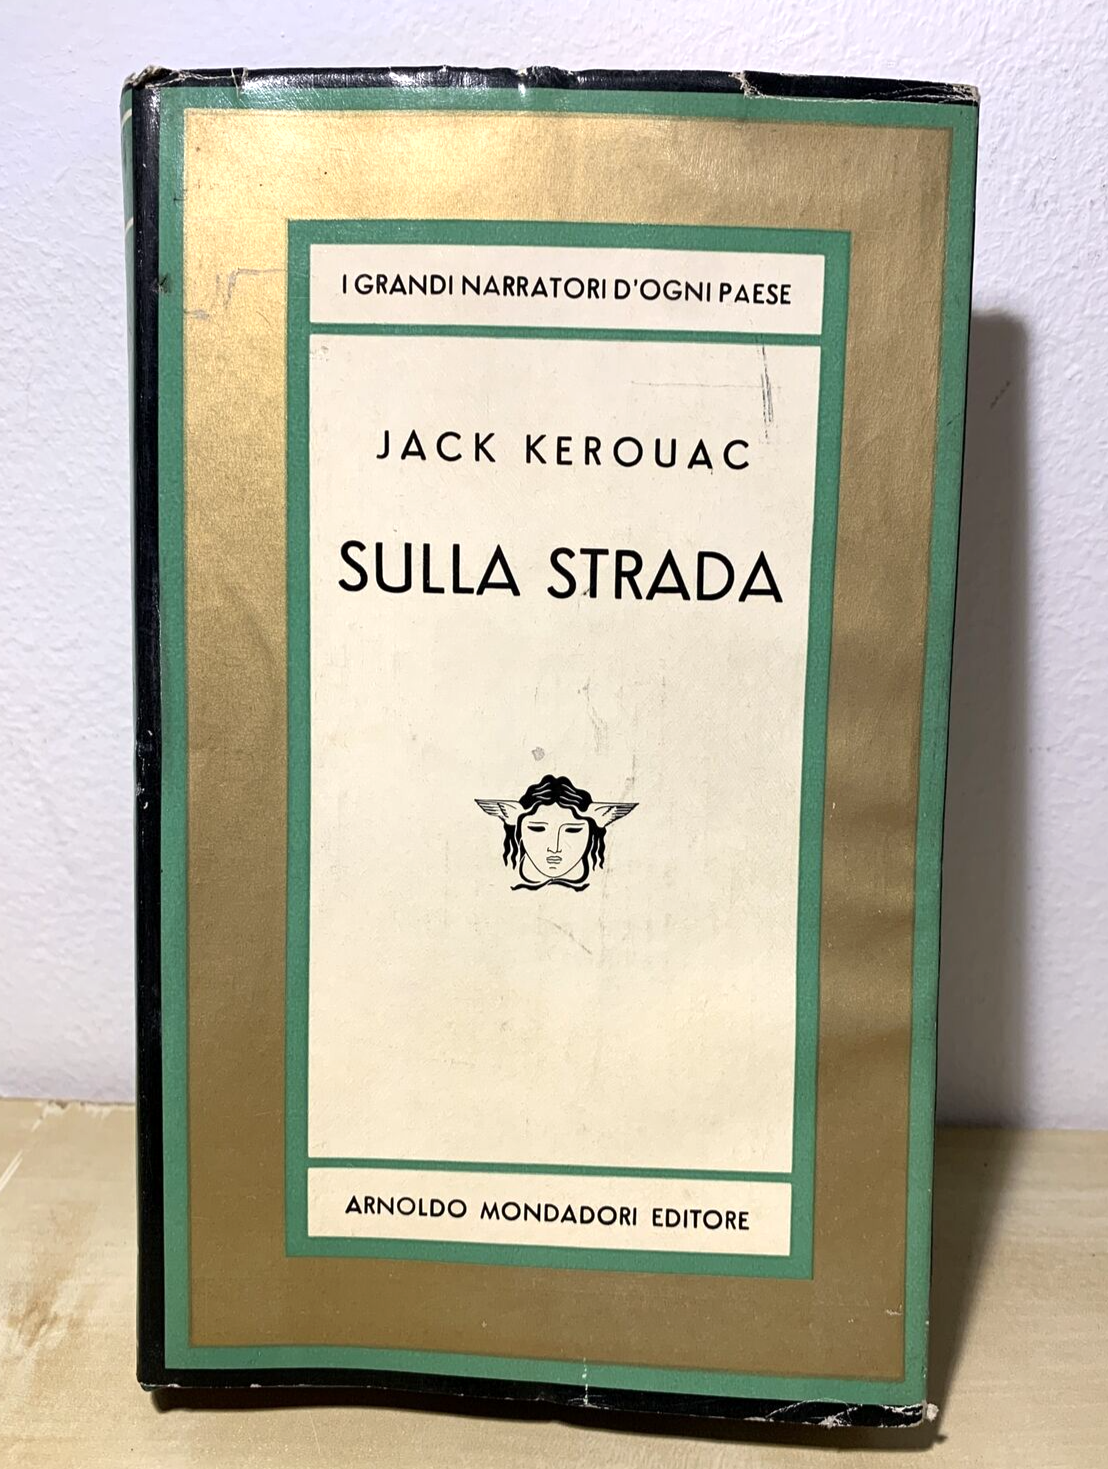 I GRANDI NARRATORI D'OGNI PAESE
JACK KEROUAC
SULLA STRADA
ARNOLDO MONDADORI EDITORE